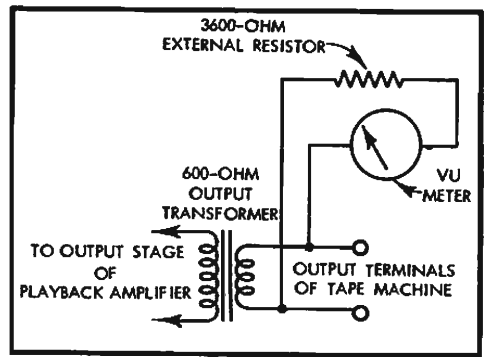 3600-OHM
EXTERNAL RESISTOR
600-OHM
OUTPUT
TRANSFORMER
VU
METER
TO OUTPUT STAGE
OF
PLAYBACK AMPLIFIER
OUTPUT TERMINALS
OF TAPE MACHINE